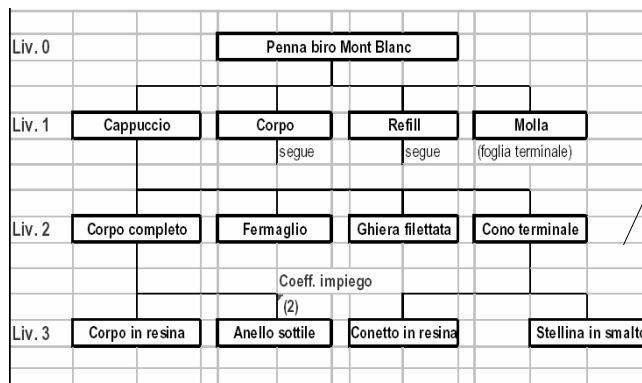 Liv. 0 Penna biro Mont Blanc
Liv. 1 Cappuccio Corpo Refill Molla
segue segue (foglia terminale)
Liv. 2 Corpo completo Fermaglio Ghiera filettata Cono terminale
Coeff. impiego
(2)
Liv. 3 Corpo in resina Anello sottile Conetto in resina Stellina in smalto